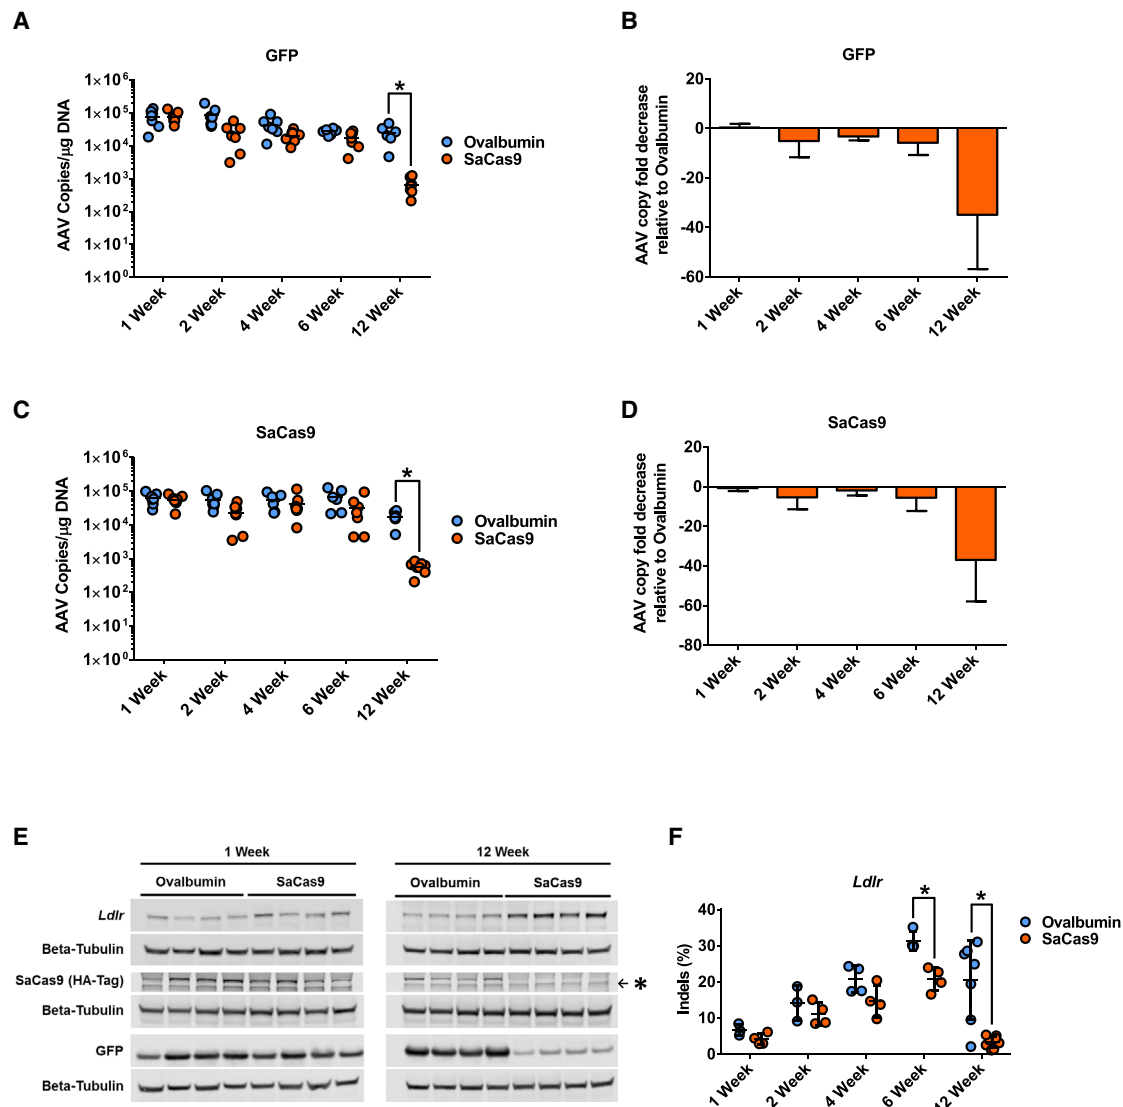 A
GFP
AAV Copies/µg DNA
1×10⁶
1×10⁵
1×10⁴
1×10³
1×10²
1×10¹
1×10⁰
*
Ovalbumin
SaCas9
1 Week
2 Week
4 Week
6 Week
12 Week
B
GFP
AAV copy fold decrease
relative to Ovalbumin
20
0
-20
-40
-60
1 Week
2 Week
4 Week
6 Week
12 Week
C
SaCas9
AAV Copies/µg DNA
1×10⁶
1×10⁵
1×10⁴
1×10³
1×10²
1×10¹
1×10⁰
*
Ovalbumin
SaCas9
1 Week
2 Week
4 Week
6 Week
12 Week
D
SaCas9
AAV copy fold decrease
relative to Ovalbumin
20
0
-20
-40
-60
-80
1 Week
2 Week
4 Week
6 Week
12 Week
E
1 Week
12 Week
Ovalbumin
SaCas9
Ovalbumin
SaCas9
Ldlr
Beta-Tubulin
SaCas9 (HA-Tag)
← *
Beta-Tubulin
GFP
Beta-Tubulin
F
Ldlr
Indels (%)
40
30
20
10
0
*
*
Ovalbumin
SaCas9
1 Week
2 Week
4 Week
6 Week
12 Week